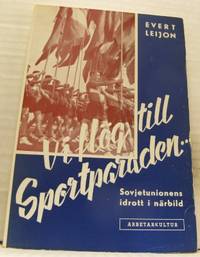 EVERT
LEIJON
Vi flög till
Sportparaden...
Sovjetunionens
idrott i närbild
ARBETARKULTUR